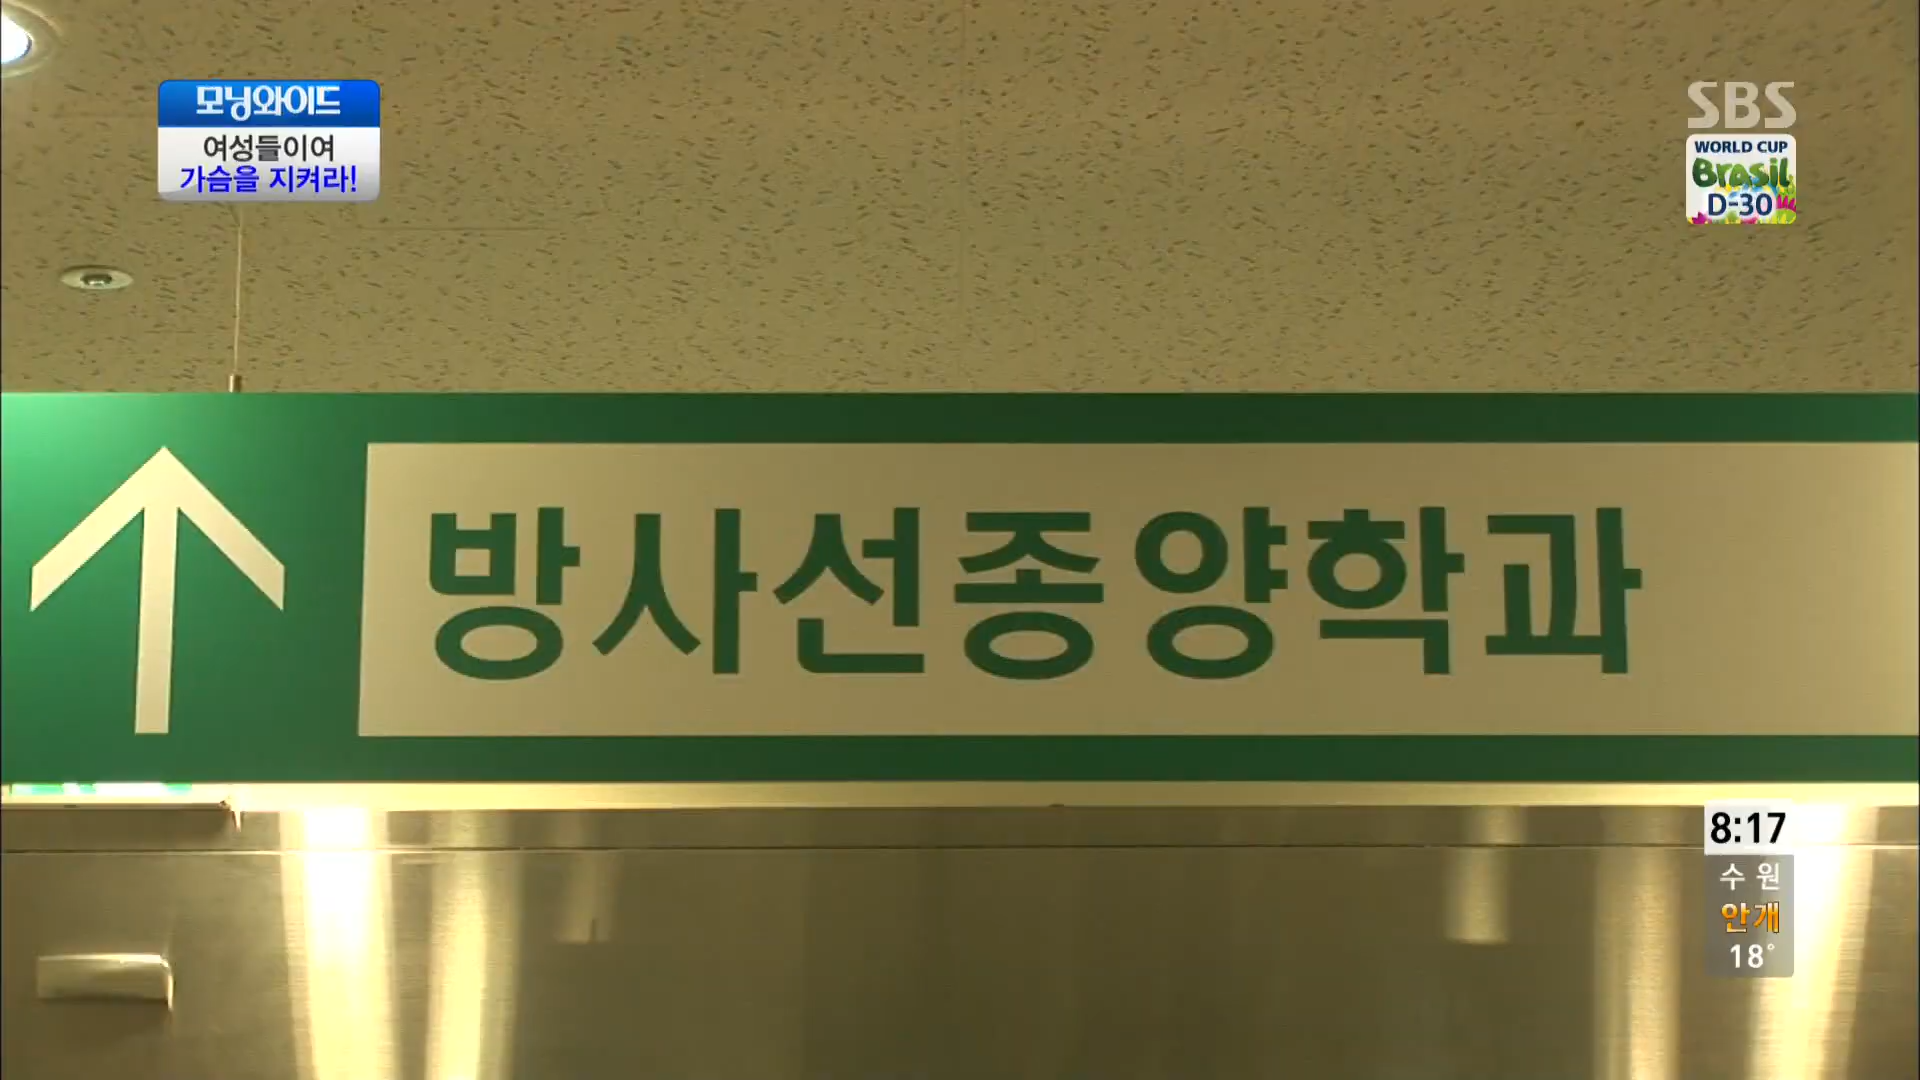 모닝와이드
여성들이여
가슴을 지켜라!
SBS
WORLD CUP
Brasil
D-30
방사선종양학과
8:17
수원
안개
18°